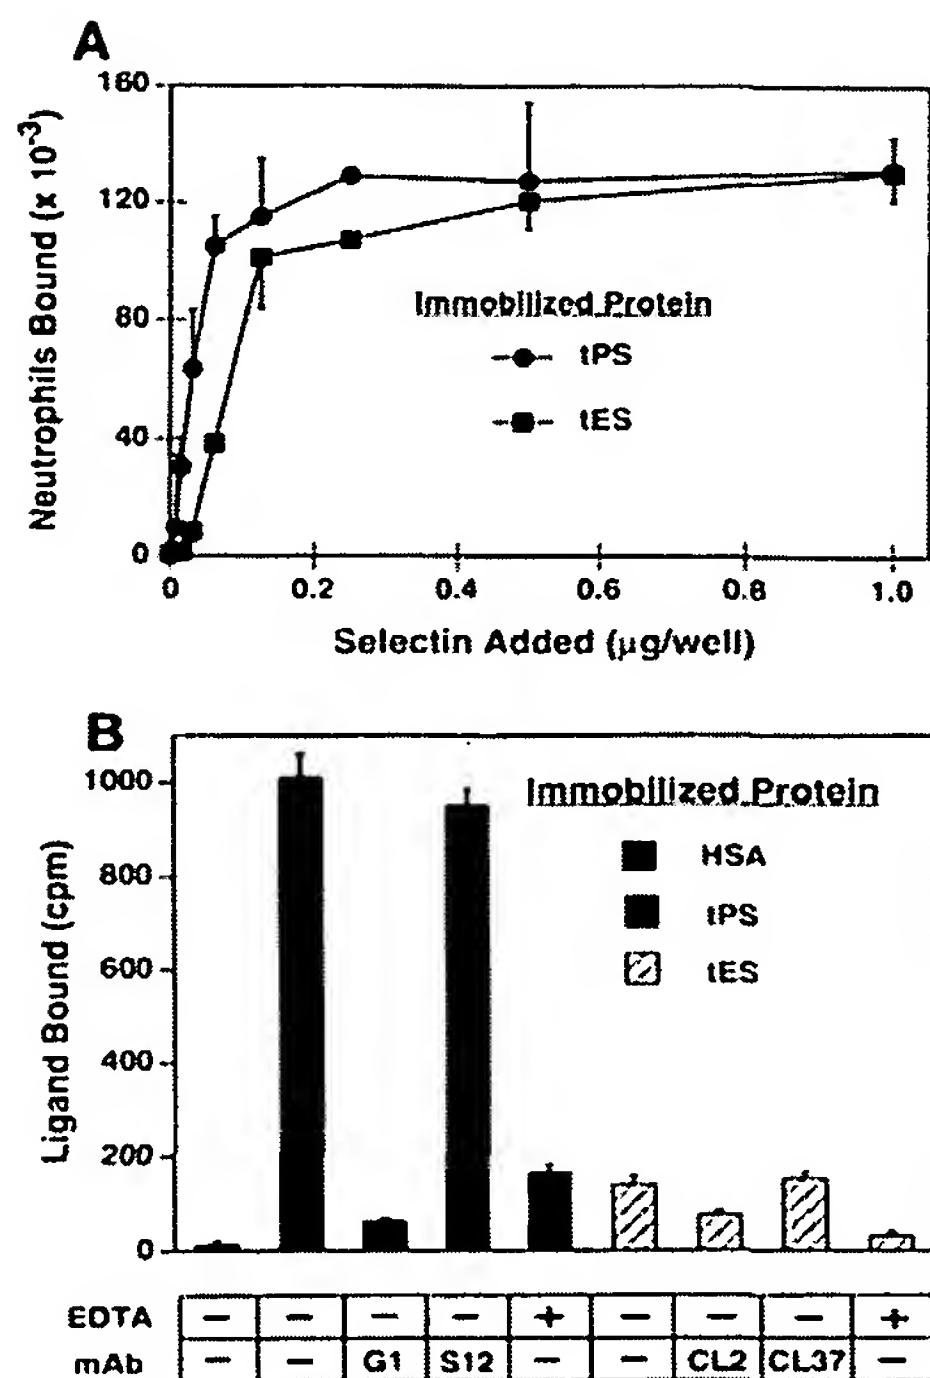 A
160
120
80
40
0
Neutrophils Bound (x 10⁻³)
Immobilized Protein
tPS
tES
0 0.2 0.4 0.6 0.8 1.0
Selectin Added (µg/well)
B
1000
800
600
400
200
0
Ligand Bound (cpm)
Immobilized Protein
HSA
tPS
tES
EDTA − − − − + − − − +
mAb − − G1 S12 − − CL2 CL37 −